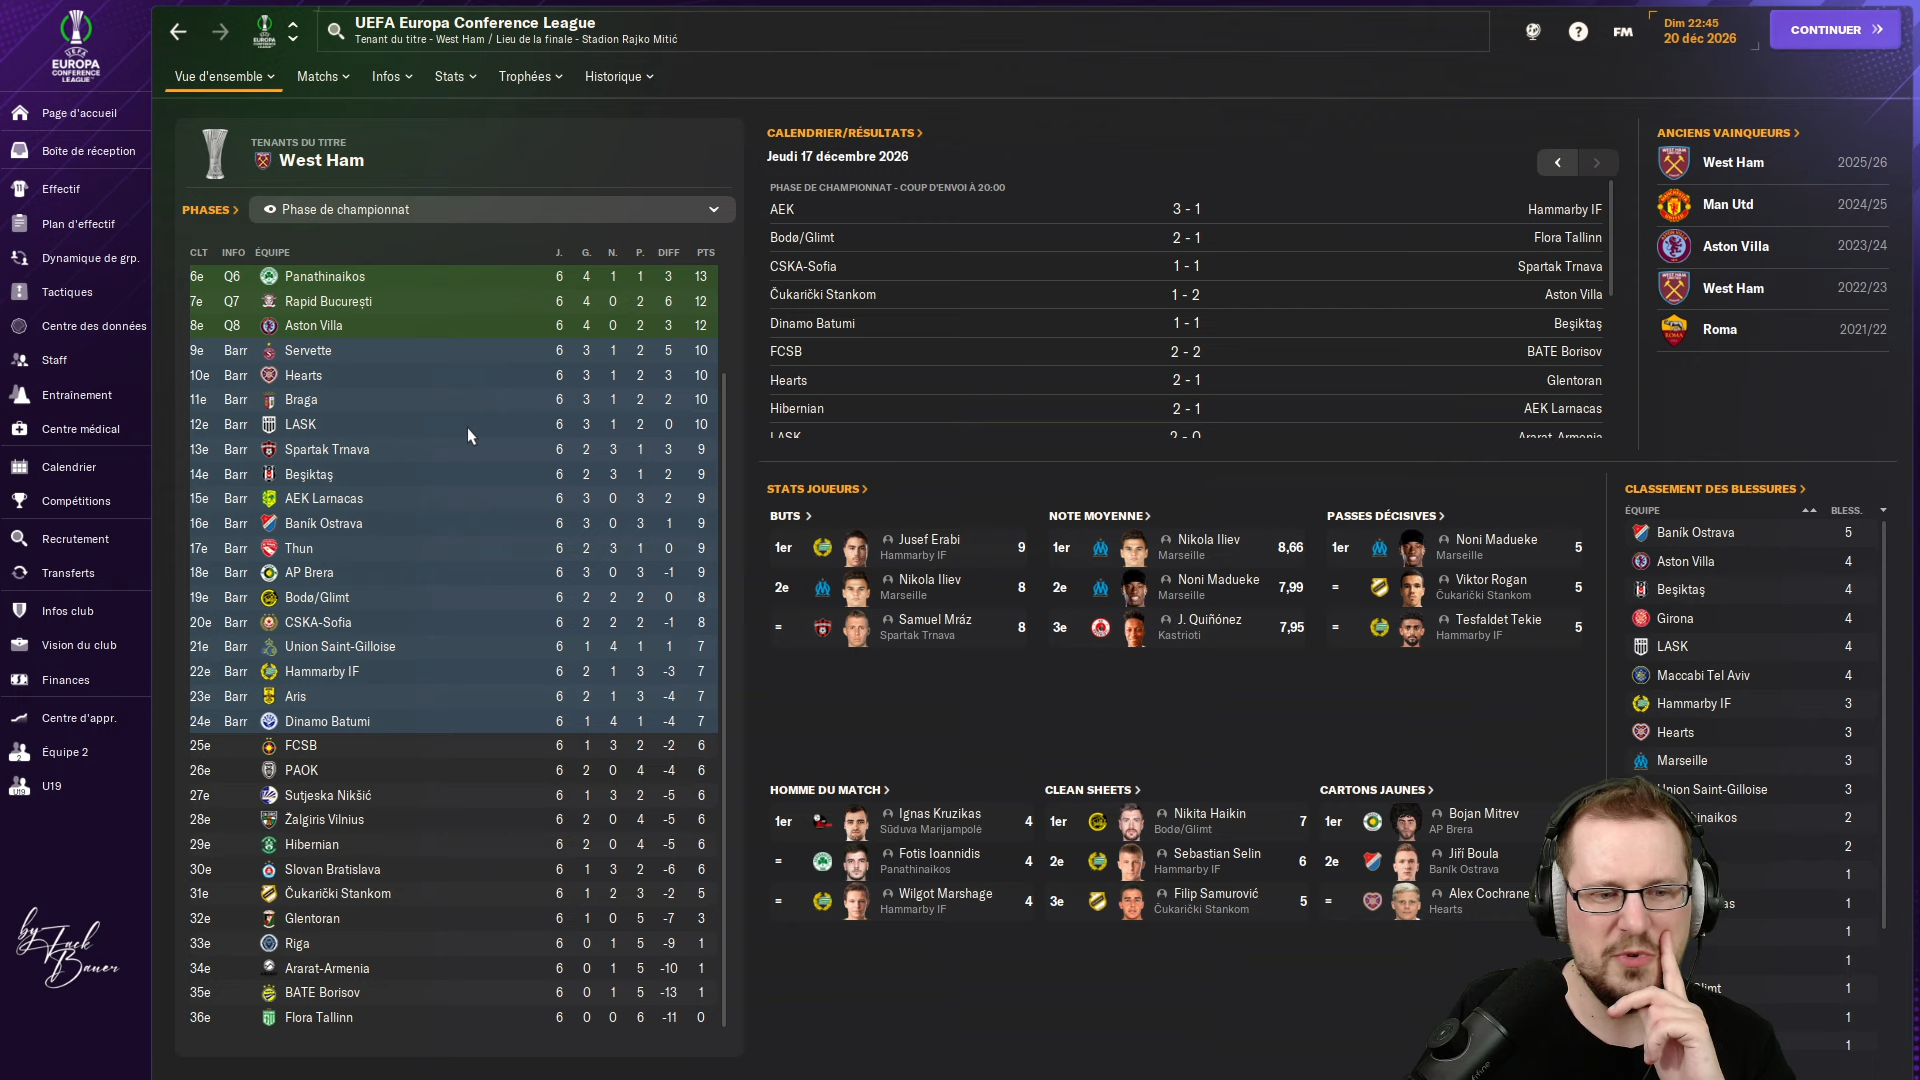 UEFA Europa Conference League
Tenant du titre - West Ham / Lieu de la finale - Stadion Rajko Mitić
Dim 22:45
20 déc 2026
CONTINUER
FM
UEFA
EUROPA
CONFERENCE
LEAGUE
Vue d'ensemble
Matchs
Infos
Stats
Trophées
Historique
Page d'accueil
Boîte de réception
Effectif
Plan d'effectif
Dynamique de grp.
Tactiques
Centre des données
Staff
Entraînement
Centre médical
Calendrier
Compétitions
Recrutement
Transferts
Infos club
Vision du club
Finances
Centre d'appr.
Équipe 2
U19
by Jack Bauer
TENANTS DU TITRE
West Ham
PHASES
Phase de championnat
CLT INFO ÉQUIPE J. G. N. P. DIFF PTS
6e Q6 Panathinaikos 6 4 1 1 3 13
7e Q7 Rapid București 6 4 0 2 6 12
8e Q8 Aston Villa 6 4 0 2 3 12
9e Barr Servette 6 3 1 2 5 10
10e Barr Hearts 6 3 1 2 3 10
11e Barr Braga 6 3 1 2 2 10
12e Barr LASK 6 3 1 2 0 10
13e Barr Spartak Trnava 6 2 3 1 3 9
14e Barr Beşiktaş 6 2 3 1 2 9
15e Barr AEK Larnacas 6 3 0 3 2 9
16e Barr Baník Ostrava 6 3 0 3 1 9
17e Barr Thun 6 2 3 1 0 9
18e Barr AP Brera 6 3 0 3 -1 9
19e Barr Bodø/Glimt 6 2 2 2 0 8
20e Barr CSKA-Sofia 6 2 2 2 -1 8
21e Barr Union Saint-Gilloise 6 1 4 1 1 7
22e Barr Hammarby IF 6 2 1 3 -3 7
23e Barr Aris 6 2 1 3 -4 7
24e Barr Dinamo Batumi 6 1 4 1 -4 7
25e FCSB 6 1 3 2 -2 6
26e PAOK 6 2 0 4 -4 6
27e Sutjeska Nikšić 6 1 3 2 -5 6
28e Žalgiris Vilnius 6 2 0 4 -5 6
29e Hibernian 6 2 0 4 -5 6
30e Slovan Bratislava 6 1 3 2 -6 6
31e Čukarički Stankom 6 1 2 3 -2 5
32e Glentoran 6 1 0 5 -7 3
33e Riga 6 0 1 5 -9 1
34e Ararat-Armenia 6 0 1 5 -10 1
35e BATE Borisov 6 0 1 5 -13 1
36e Flora Tallinn 6 0 0 6 -11 0
CALENDRIER/RÉSULTATS
Jeudi 17 décembre 2026
PHASE DE CHAMPIONNAT - COUP D'ENVOI À 20:00
AEK 3 - 1 Hammarby IF
Bodø/Glimt 2 - 1 Flora Tallinn
CSKA-Sofia 1 - 1 Spartak Trnava
Čukarički Stankom 1 - 2 Aston Villa
Dinamo Batumi 1 - 1 Beşiktaş
FCSB 2 - 2 BATE Borisov
Hearts 2 - 1 Glentoran
Hibernian 2 - 1 AEK Larnacas
LASK 2 - 0 Ararat-Armenia
ANCIENS VAINQUEURS
West Ham 2025/26
Man Utd 2024/25
Aston Villa 2023/24
West Ham 2022/23
Roma 2021/22
STATS JOUEURS
BUTS
1er Jusef Erabi 9
Hammarby IF
2e Nikola Iliev 8
Marseille
= Samuel Mráz 8
Spartak Trnava
NOTE MOYENNE
1er Nikola Iliev 8,66
Marseille
2e Noni Madueke 7,99
Marseille
3e J. Quiñónez 7,95
Kastrioti
PASSES DÉCISIVES
1er Noni Madueke 5
Marseille
= Viktor Rogan 5
Čukarički Stankom
= Tesfaldet Tekie 5
Hammarby IF
HOMME DU MATCH
1er Ignas Kruzikas 4
Sūduva Marijampolė
= Fotis Ioannidis 4
Panathinaikos
= Wilgot Marshage 4
Hammarby IF
CLEAN SHEETS
1er Nikita Haikin 7
Bodø/Glimt
2e Sebastian Selin 6
Hammarby IF
3e Filip Samurović 5
Čukarički Stankom
CARTONS JAUNES
1er Bojan Mitrev
AP Brera
2e Jiří Boula
Baník Ostrava
= Alex Cochrane
Hearts
CLASSEMENT DES BLESSURES
ÉQUIPE BLESS.
Baník Ostrava 5
Aston Villa 4
Beşiktaş 4
Girona 4
LASK 4
Maccabi Tel Aviv 4
Hammarby IF 3
Hearts 3
Marseille 3
Union Saint-Gilloise 3
inaikos 2
2
1
as 1
1
1
Glimt 1
1
1